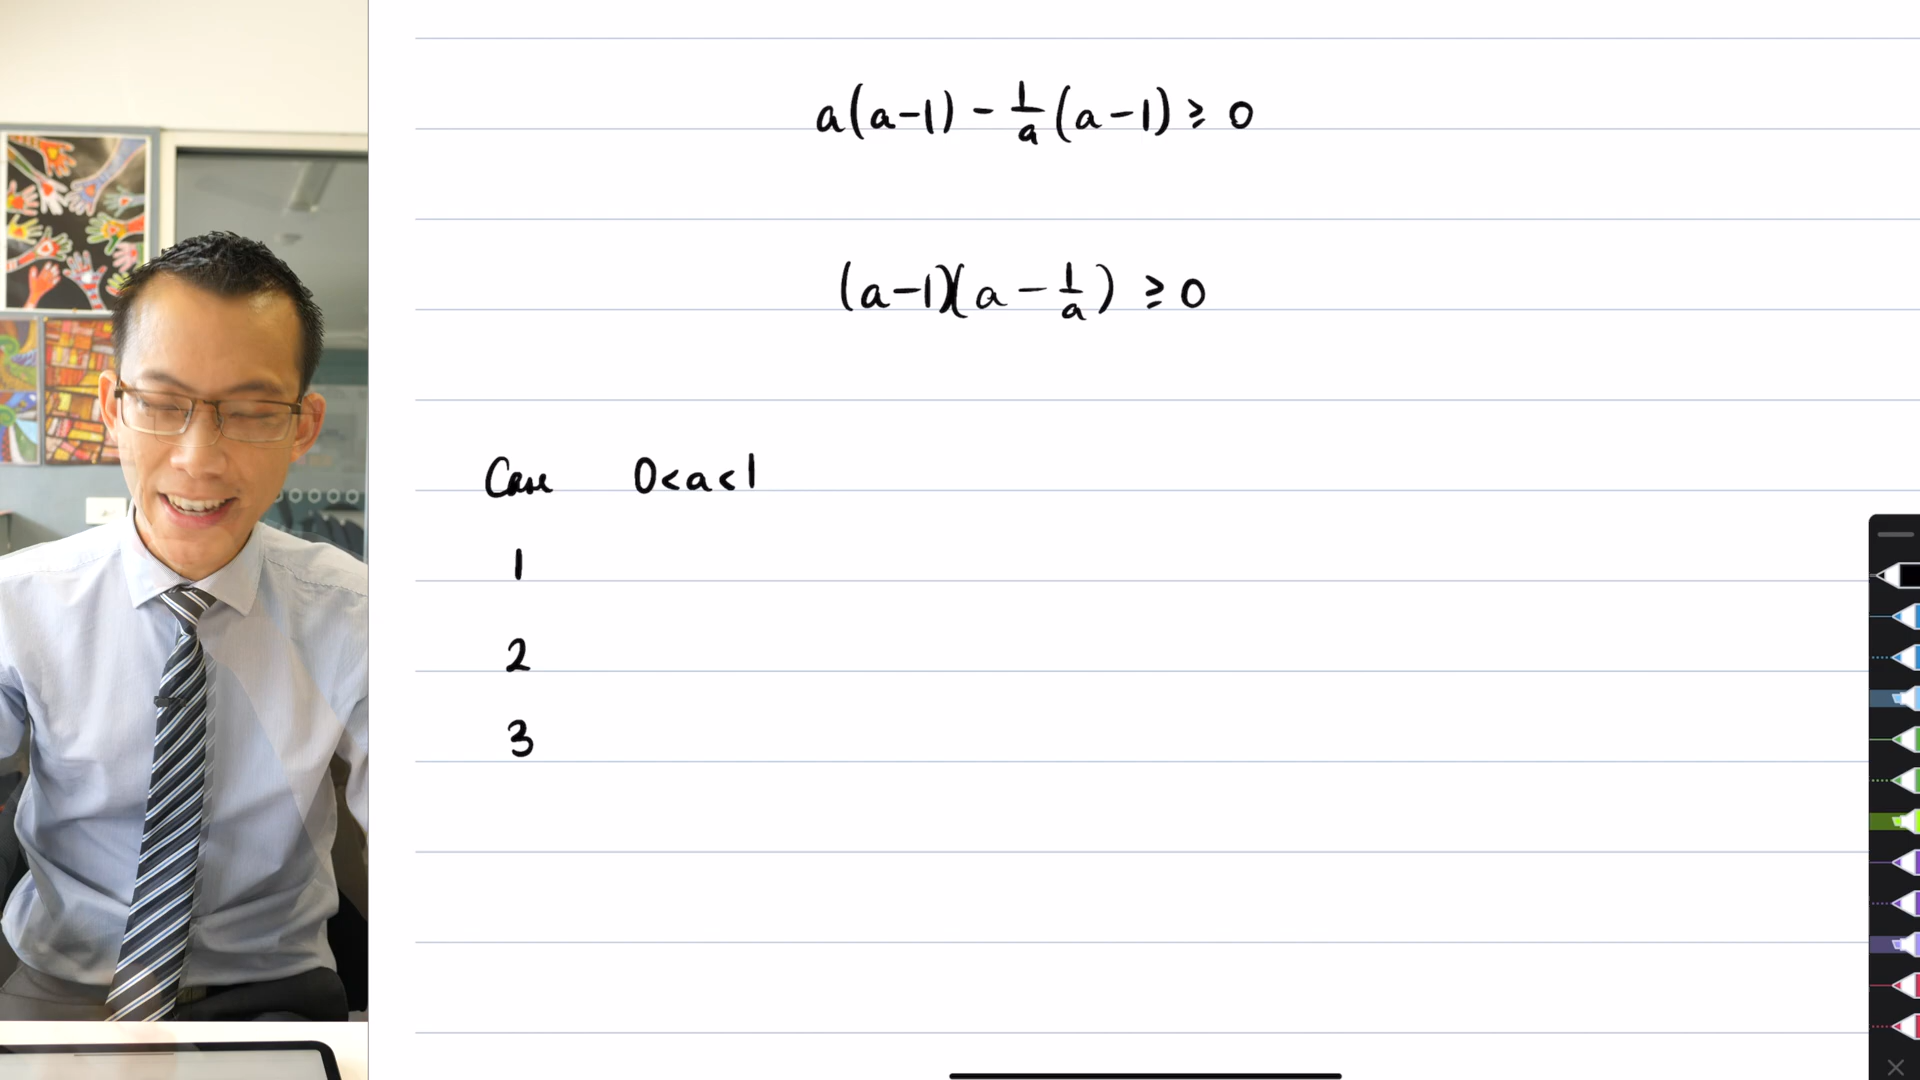 a(a-1) - 1/a (a-1) ≥ 0
(a-1)(a - 1/a) ≥ 0
Case 0<a<1
1
2
3